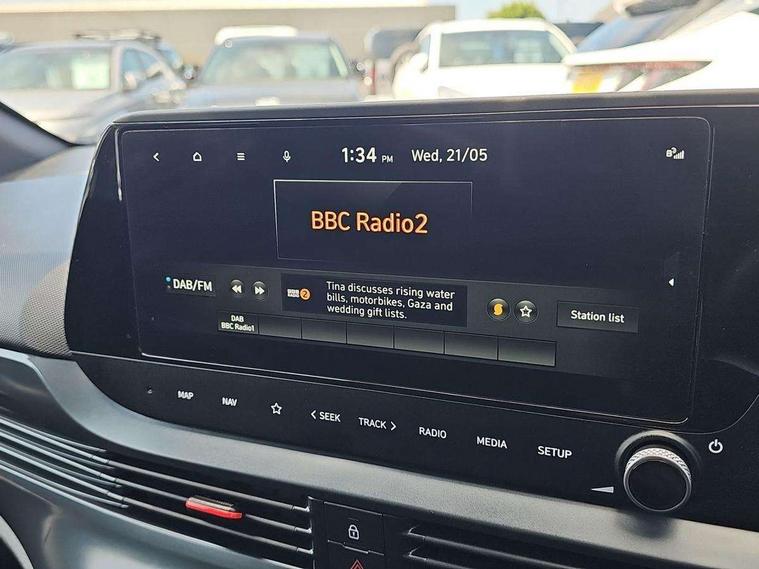 1:34 PM Wed, 21/05
BBC Radio2
DAB/FM
2
Tina discusses rising water
bills, motorbikes, Gaza and
wedding gift lists.
Station list
DAB
BBC Radio1
MAP
NAV
SEEK
TRACK
RADIO
MEDIA
SETUP